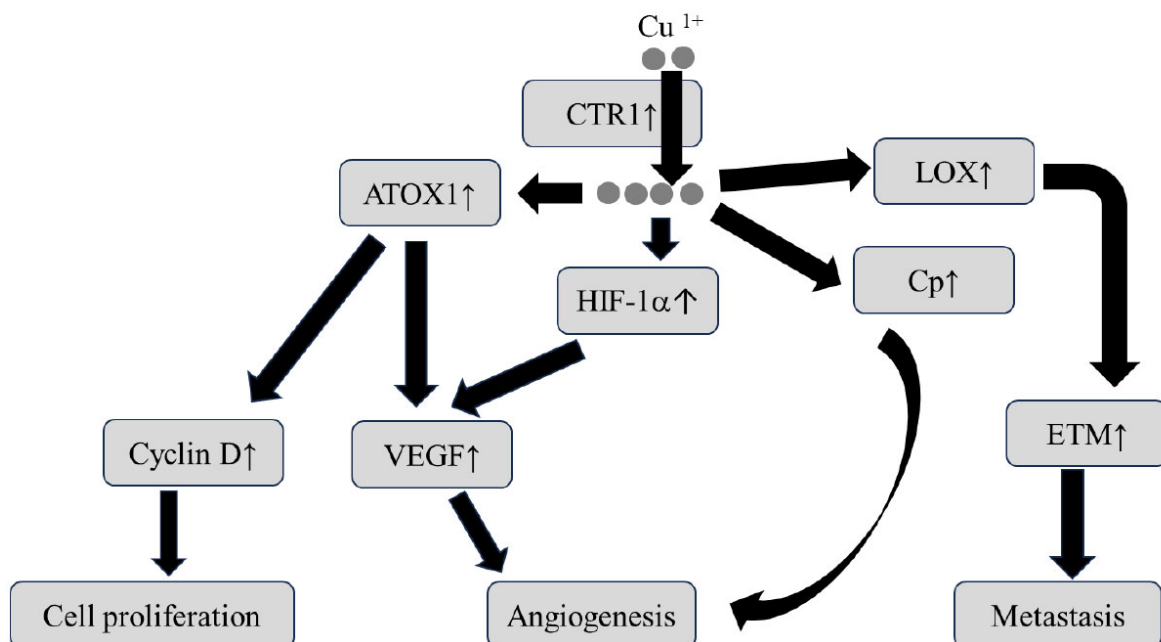 Cu 1+
CTR1↑
LOX↑
ATOX1↑
Cp↑
HIF-1α↑
Cyclin D↑
VEGF↑
ETM↑
Cell proliferation
Angiogenesis
Metastasis